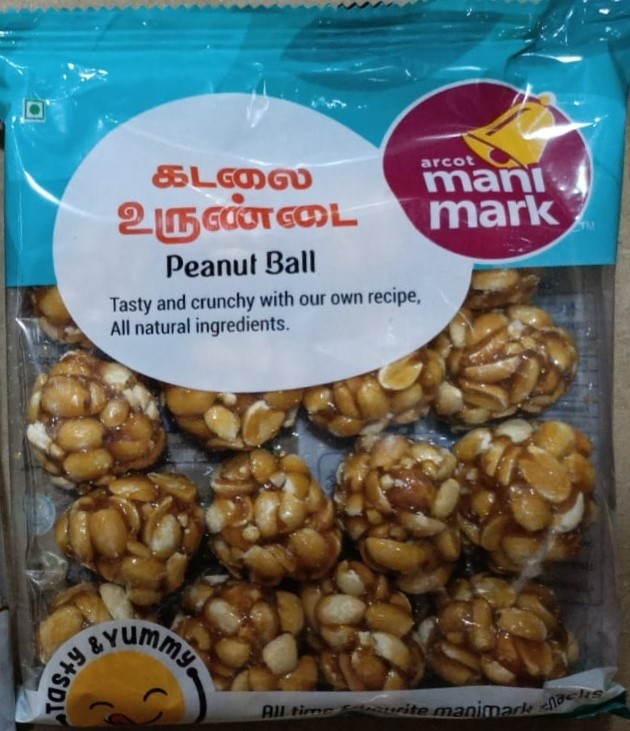 arcot
mani
mark
TM
கடலை
உருண்டை
Peanut Ball
Tasty and crunchy with our own recipe,
All natural ingredients.
Tasty & Yummy
All time favourite manimark snacks